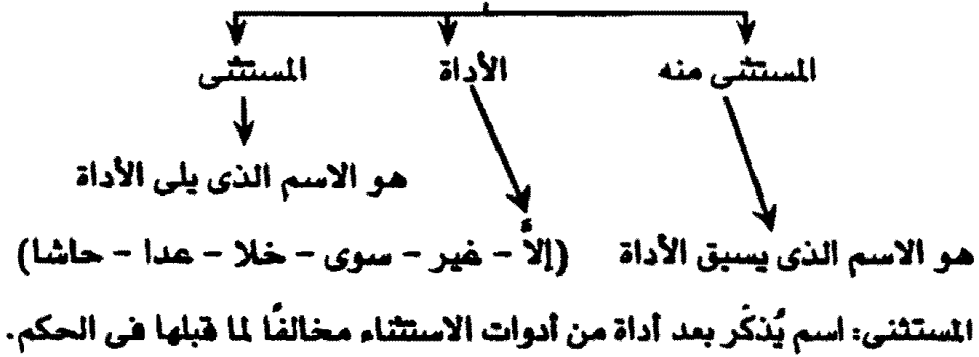 المستثنى منه    الأداة    المستثنى
هو الاسم الذى يلى الأداة
هو الاسم الذى يسبق الأداة    (إلاَّ – غير – سوى – خلا – عدا – حاشا)
المستثنى: اسم يُذكَر بعد أداة من أدوات الاستثناء مخالفًا لما قبلها فى الحكم.